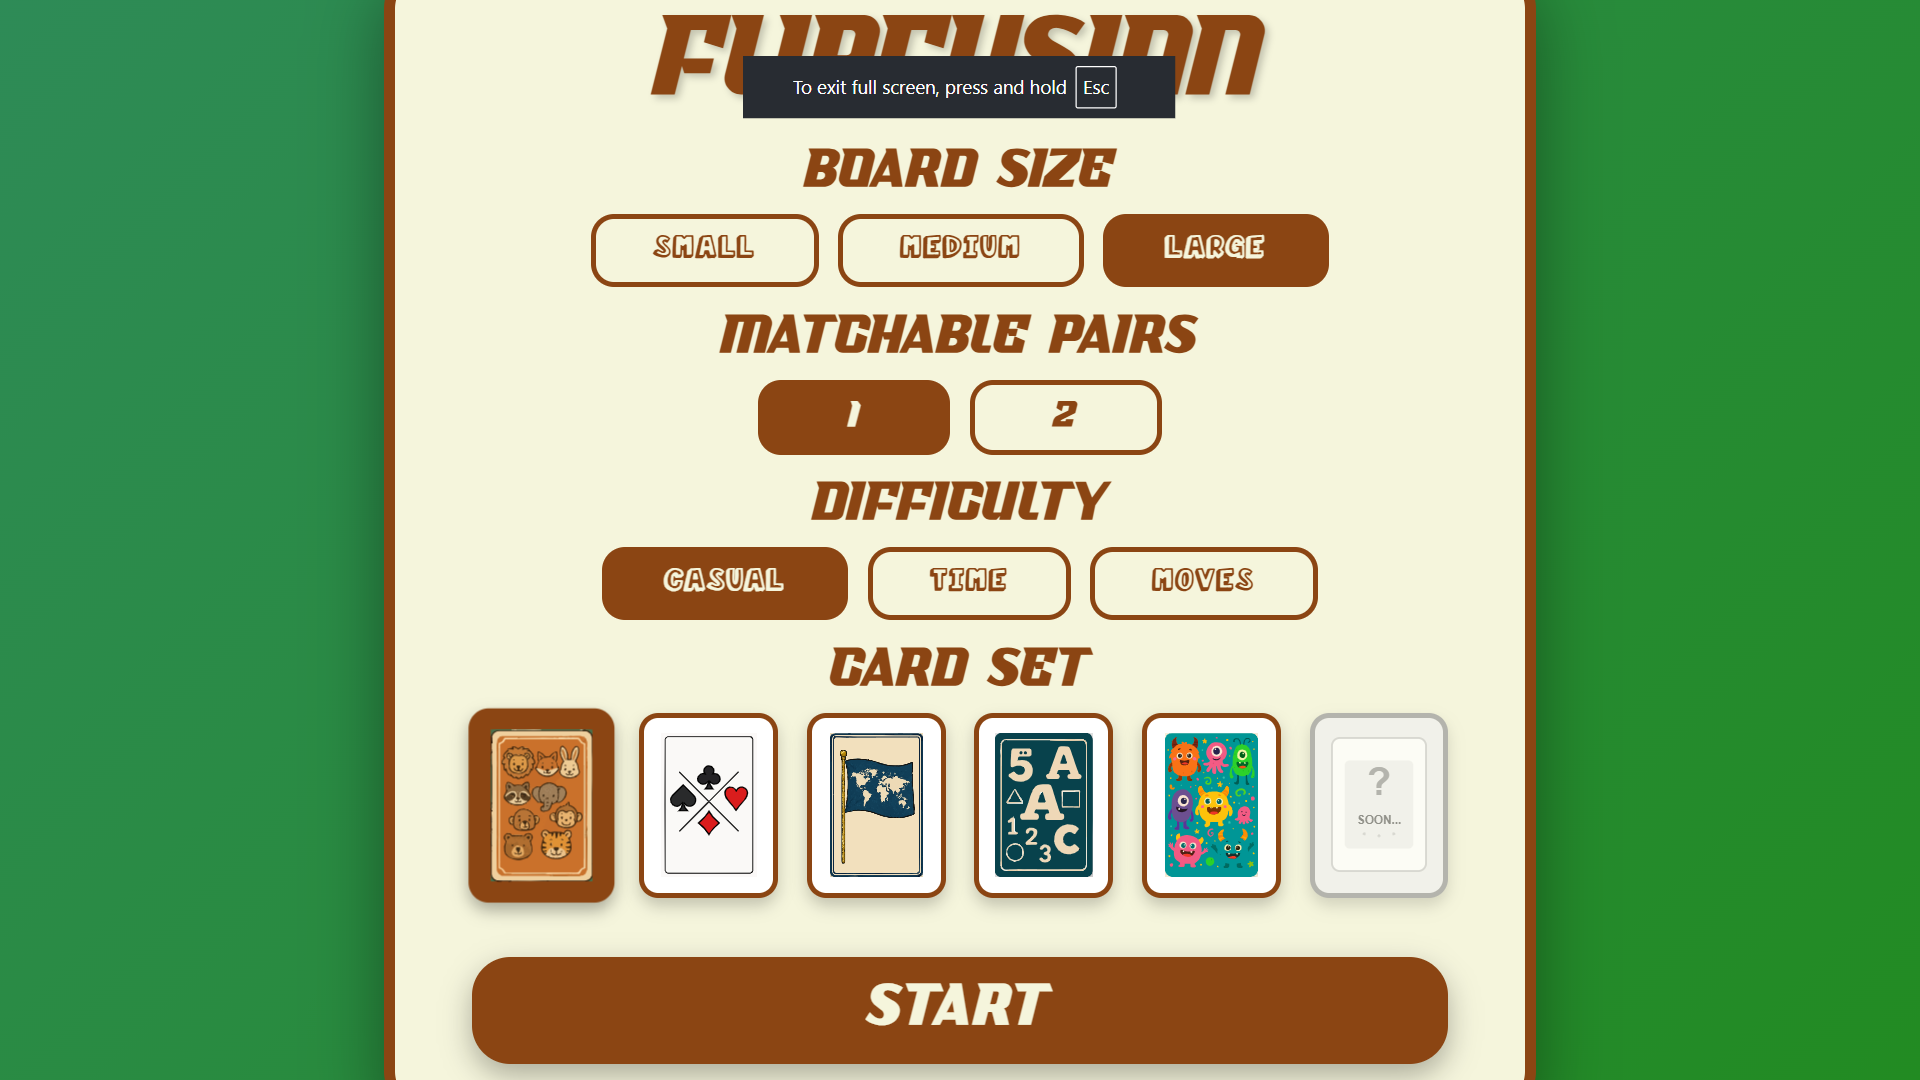 To exit full screen, press and hold Esc
BOARD SIZE
SMALL MEDIUM LARGE
MATCHABLE PAIRS
1 2
DIFFICULTY
CASUAL TIME MOVES
CARD SET
5 A
A
1 2 3 C
?
SOON...
START